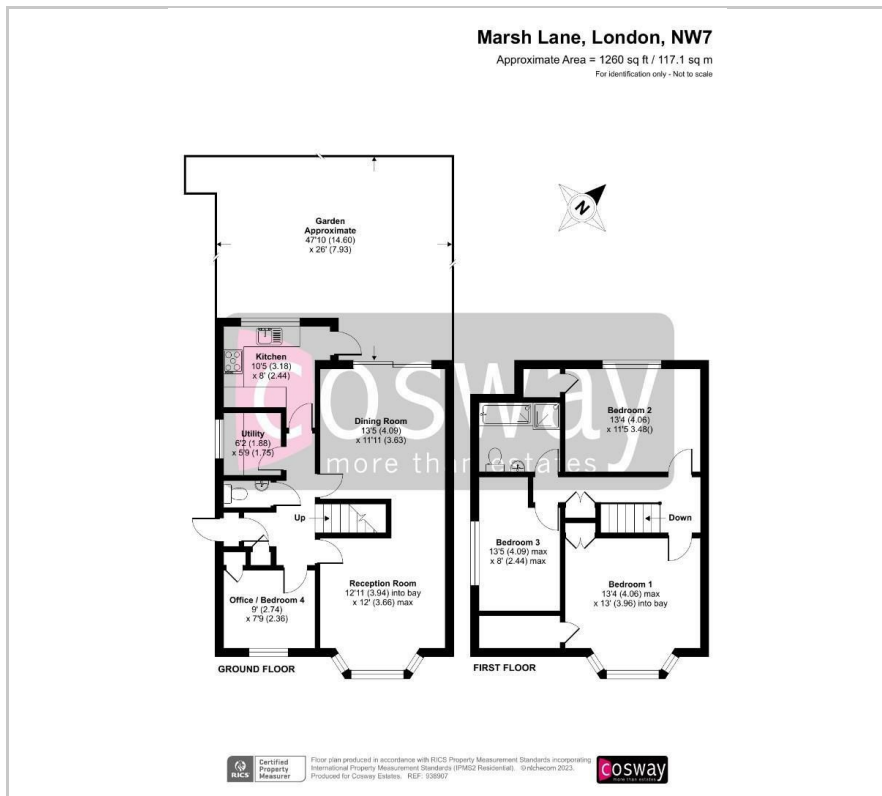 Marsh Lane, London, NW7
Approximate Area = 1260 sq ft / 117.1 sq m
For identification only - Not to scale
Garden
Approximate
47'10 (14.60)
x 26' (7.93)
N
Kitchen
10'5 (3.18)
x 8' (2.44)
Dining Room
13'5 (4.09)
x 11'11 (3.63)
Utility
6'2 (1.88)
x 5'9 (1.75)
Up
Reception Room
12'11 (3.94) into bay
x 12' (3.66) max
Office / Bedroom 4
9' (2.74)
x 7'9 (2.36)
GROUND FLOOR
Bedroom 2
13'4 (4.06)
x 11'5 3.48()
Down
Bedroom 3
13'5 (4.09) max
x 8' (2.44) max
Bedroom 1
13'4 (4.06) max
x 13' (3.96) into bay
FIRST FLOOR
cosway
more than estates
RICS
Certified
Property
Measurer
Floor plan produced in accordance with RICS Property Measurement Standards incorporating
International Property Measurement Standards (IPMS2 Residential). ©nichecom 2023.
Produced for Cosway Estates. REF: 938907
cosway
more than estates